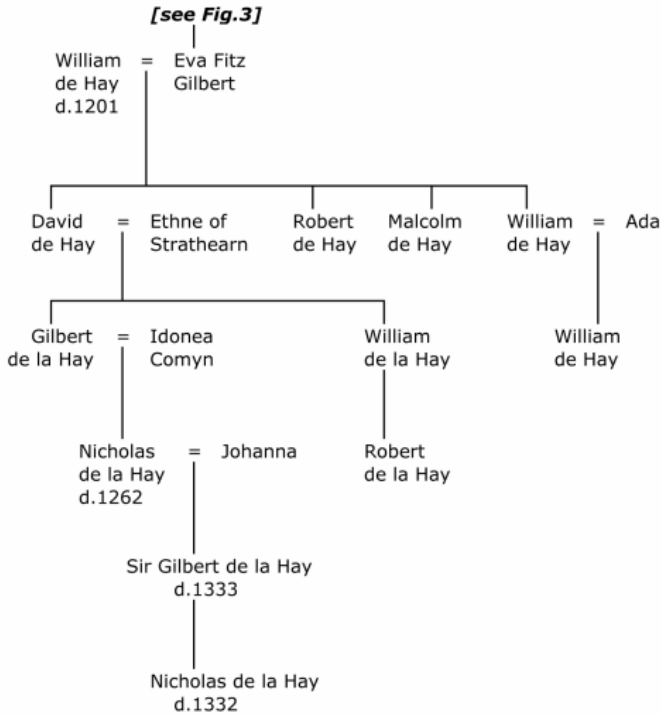 [see Fig.3]
William = Eva Fitz
de Hay Gilbert
d.1201
David = Ethne of Robert Malcolm William = Ada
de Hay Strathearn de Hay de Hay de Hay
Gilbert = Idonea William William
de la Hay Comyn de la Hay de Hay
Nicholas = Johanna Robert
de la Hay de la Hay
d.1262
Sir Gilbert de la Hay
d.1333
Nicholas de la Hay
d.1332